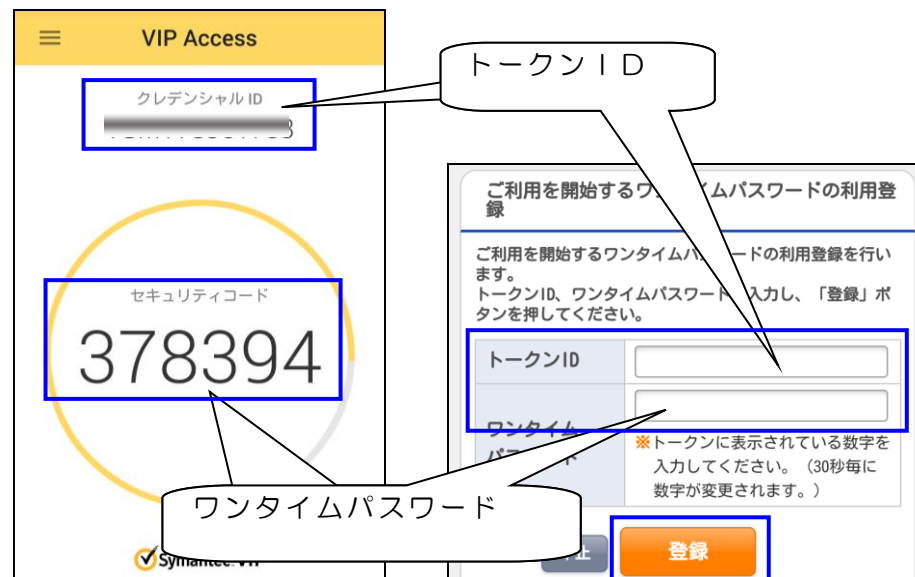 VIP Access
クレデンシャル ID
セキュリティコード
378394
Symantec. VIP
トークンＩＤ
ワンタイムパスワード
ご利用を開始するワンタイムパスワードの利用登
録
ご利用を開始するワンタイムパスワードの利用登録を行い
ます。
トークンID、ワンタイムパスワードを入力し、「登録」ボ
タンを押してください。
トークンID
ワンタイム
パスワード
※トークンに表示されている数字を
入力してください。（30秒毎に
数字が変更されます。）
登録